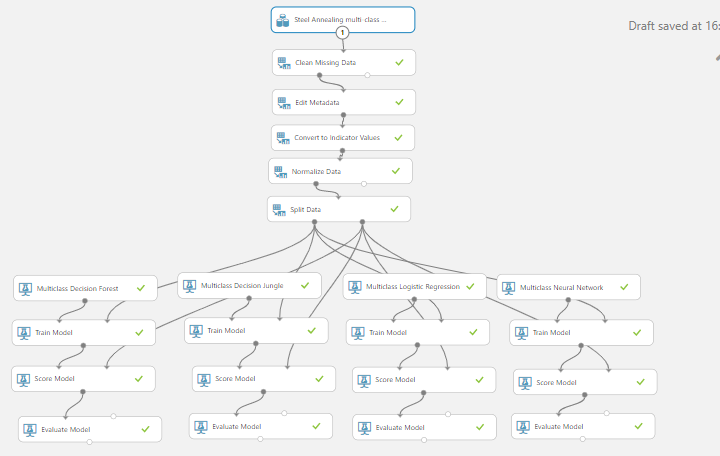 Steel Annealing multi-class ...
Draft saved at 16:
1
Clean Missing Data
Edit Metadata
Convert to Indicator Values
Normalize Data
Split Data
Multiclass Decision Forest
Multiclass Decision Jungle
Multiclass Logistic Regression
Multiclass Neural Network
Train Model
Train Model
Train Model
Train Model
Score Model
Score Model
Score Model
Score Model
Evaluate Model
Evaluate Model
Evaluate Model
Evaluate Model